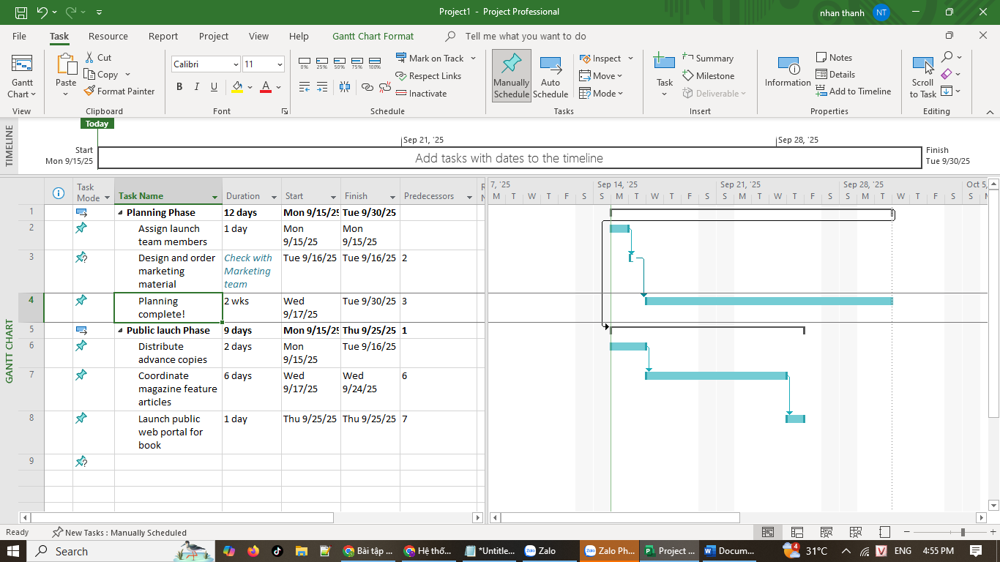 Project1 - Project Professional
nhan thanh
NT
File Task Resource Report Project View Help Gantt Chart Format Tell me what you want to do
Gantt
Chart
View
Paste
Cut
Copy
Format Painter
Clipboard
Calibri 11
B I U A
Font
0% 25% 50% 75% 100%
Mark on Track
Respect Links
Inactivate
Schedule
Manually
Schedule
Auto
Schedule
Inspect
Move
Mode
Tasks
Task
Summary
Milestone
Deliverable
Insert
Information
Notes
Details
Add to Timeline
Properties
Scroll
to Task
Editing
TIMELINE
Today
Start
Mon 9/15/25
Sep 21, '25
Sep 28, '25
Add tasks with dates to the timeline
Finish
Tue 9/30/25
GANTT CHART
Task
Mode
Task Name Duration Start Finish Predecessors
R
N
7, '25 Sep 14, '25 Sep 21, '25 Sep 28, '25 Oct 5,
M T W T F S S M T W T F S S M T W T F S S M T W T F S S M
1 Planning Phase 12 days Mon 9/15/25 Tue 9/30/25
2 Assign launch 1 day Mon Mon
team members 9/15/25 9/15/25
3 Design and order Check with Tue 9/16/25 Tue 9/16/25 2
marketing Marketing
material team
4 Planning 2 wks Wed Tue 9/30/25 3
complete! 9/17/25
5 Public lauch Phase 9 days Mon 9/15/25 Thu 9/25/25 1
6 Distribute 2 days Mon Tue 9/16/25
advance copies 9/15/25
7 Coordinate 6 days Wed Wed 6
magazine feature 9/17/25 9/24/25
articles
8 Launch public 1 day Thu 9/25/25 Thu 9/25/25 7
web portal for
book
9
Ready New Tasks : Manually Scheduled
Search
Bài tập ...
Hệ thố...
*Untitle...
Zalo
Zalo Ph...
Project ...
Docum...
4
31°C
V
ENG
4:55 PM